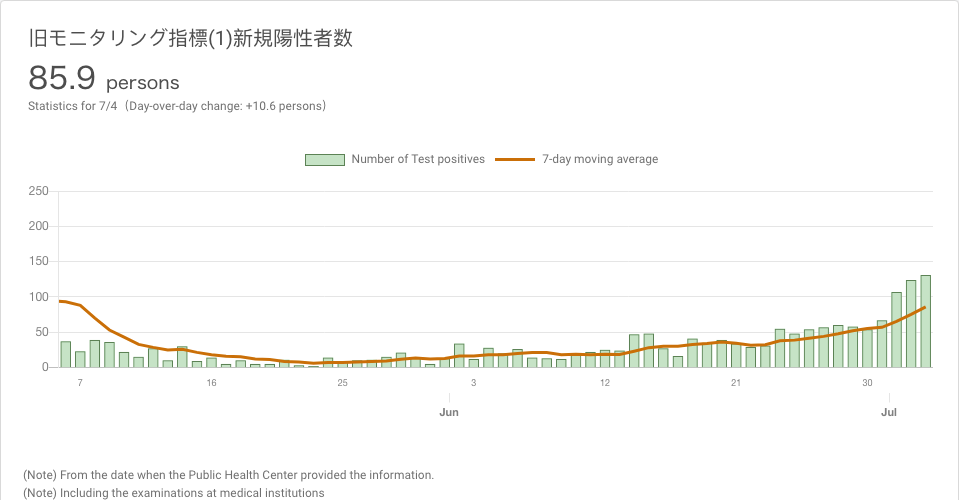 旧モニタリング指標(1)新規陽性者数
85.9 persons
Statistics for 7/4（Day-over-day change: +10.6 persons）
Number of Test positives 7-day moving average
250
200
150
100
50
0
7 16 25 3 12 21 30
Jun Jul
(Note) From the date when the Public Health Center provided the information.
(Note) Including the examinations at medical institutions